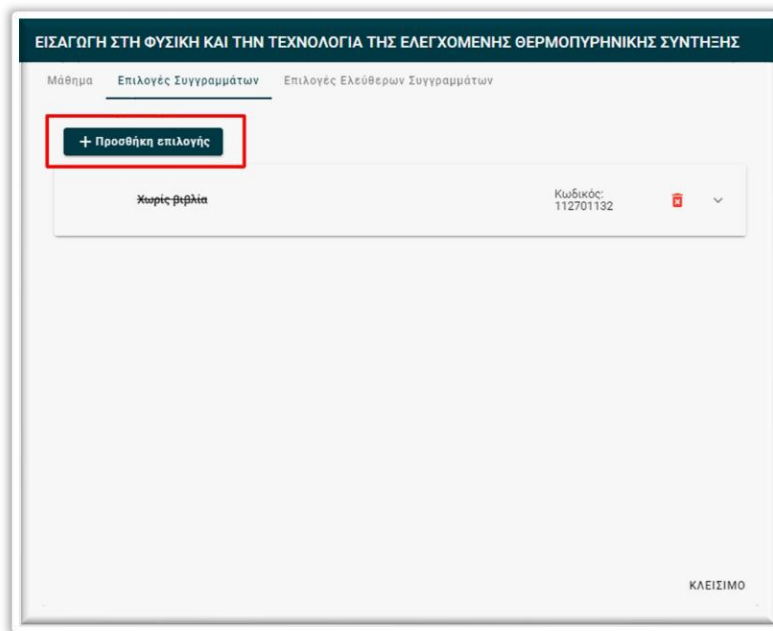 ΕΙΣΑΓΩΓΗ ΣΤΗ ΦΥΣΙΚΗ ΚΑΙ ΤΗΝ ΤΕΧΝΟΛΟΓΙΑ ΤΗΣ ΕΛΕΓΧΟΜΕΝΗΣ ΘΕΡΜΟΠΥΡΗΝΙΚΗΣ ΣΥΝΤΗΞΗΣ
Μάθημα Επιλογές Συγγραμμάτων Επιλογές Ελεύθερων Συγγραμμάτων
+ Προσθήκη επιλογής
Χωρίς βιβλία
Κωδικός:
112701132
ΚΛΕΙΣΙΜΟ